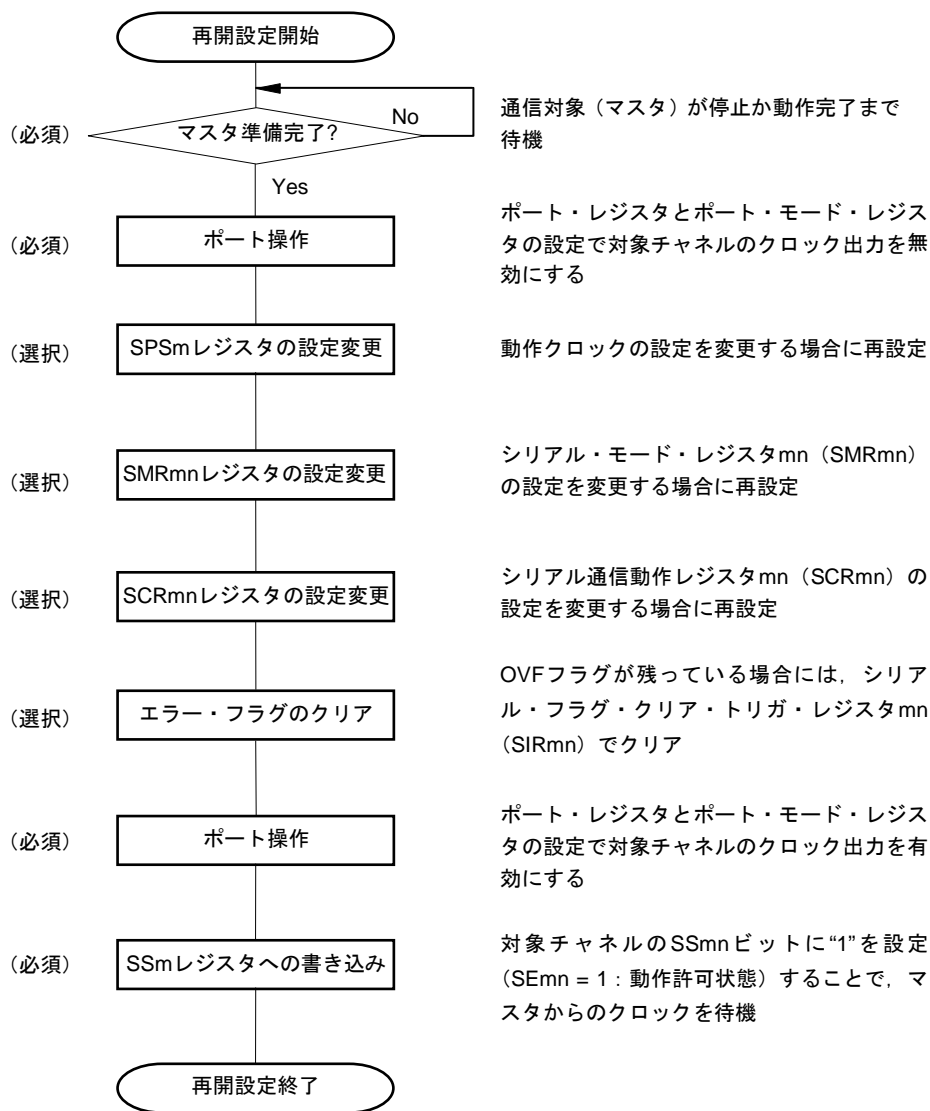 再開設定開始
No
通信対象（マスタ）が停止か動作完了まで
待機
（必須）
マスタ準備完了?
Yes
ポート・レジスタとポート・モード・レジス
タの設定で対象チャネルのクロック出力を無
効にする
（必須）
ポート操作
（選択）
SPSmレジスタの設定変更
動作クロックの設定を変更する場合に再設定
（選択）
SMRmnレジスタの設定変更
シリアル・モード・レジスタmn（SMRmn）
の設定を変更する場合に再設定
（選択）
SCRmnレジスタの設定変更
シリアル通信動作レジスタmn（SCRmn）の
設定を変更する場合に再設定
（選択）
エラー・フラグのクリア
OVFフラグが残っている場合には，シリア
ル・フラグ・クリア・トリガ・レジスタmn
（SIRmn）でクリア
（必須）
ポート操作
ポート・レジスタとポート・モード・レジス
タの設定で対象チャネルのクロック出力を有
効にする
（必須）
SSmレジスタへの書き込み
対象チャネルのSSmnビットに“1”を設定
（SEmn = 1：動作許可状態）することで，マ
スタからのクロックを待機
再開設定終了